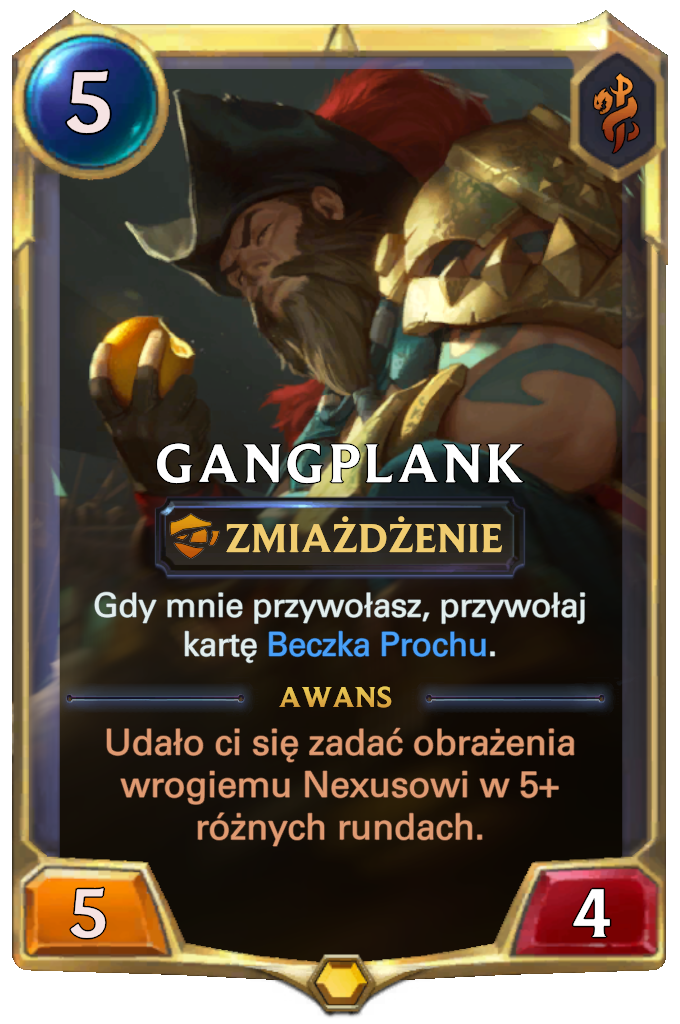 5
GANGPLANK
ZMIAŻDŻENIE
Gdy mnie przywołasz, przywołaj
kartę Beczka Prochu.
AWANS
Udało ci się zadać obrażenia
wrogiemu Nexusowi w 5+
różnych rundach.
5
4